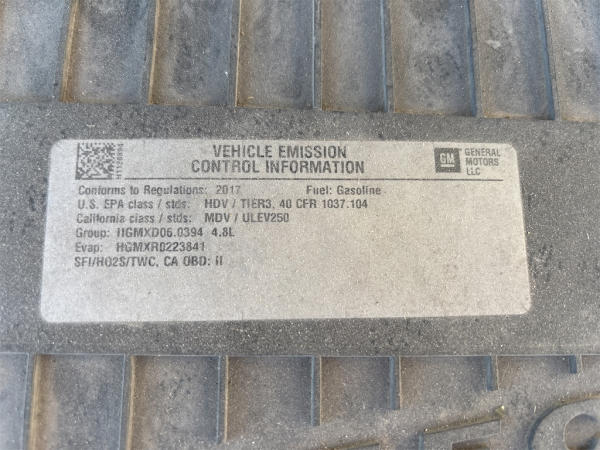 VEHICLE EMISSION
CONTROL INFORMATION
GM
GENERAL
MOTORS
LLC
Conforms to Regulations: 2017 Fuel: Gasoline
U.S. EPA class / stds: HDV / TIER3, 40 CFR 1037.104
California class / stds: MDV / ULEV250
Group: HGMXD06.0394 4.8L
Evap: HGMXR0223841
SFI/HO2S/TWC, CA OBD: II